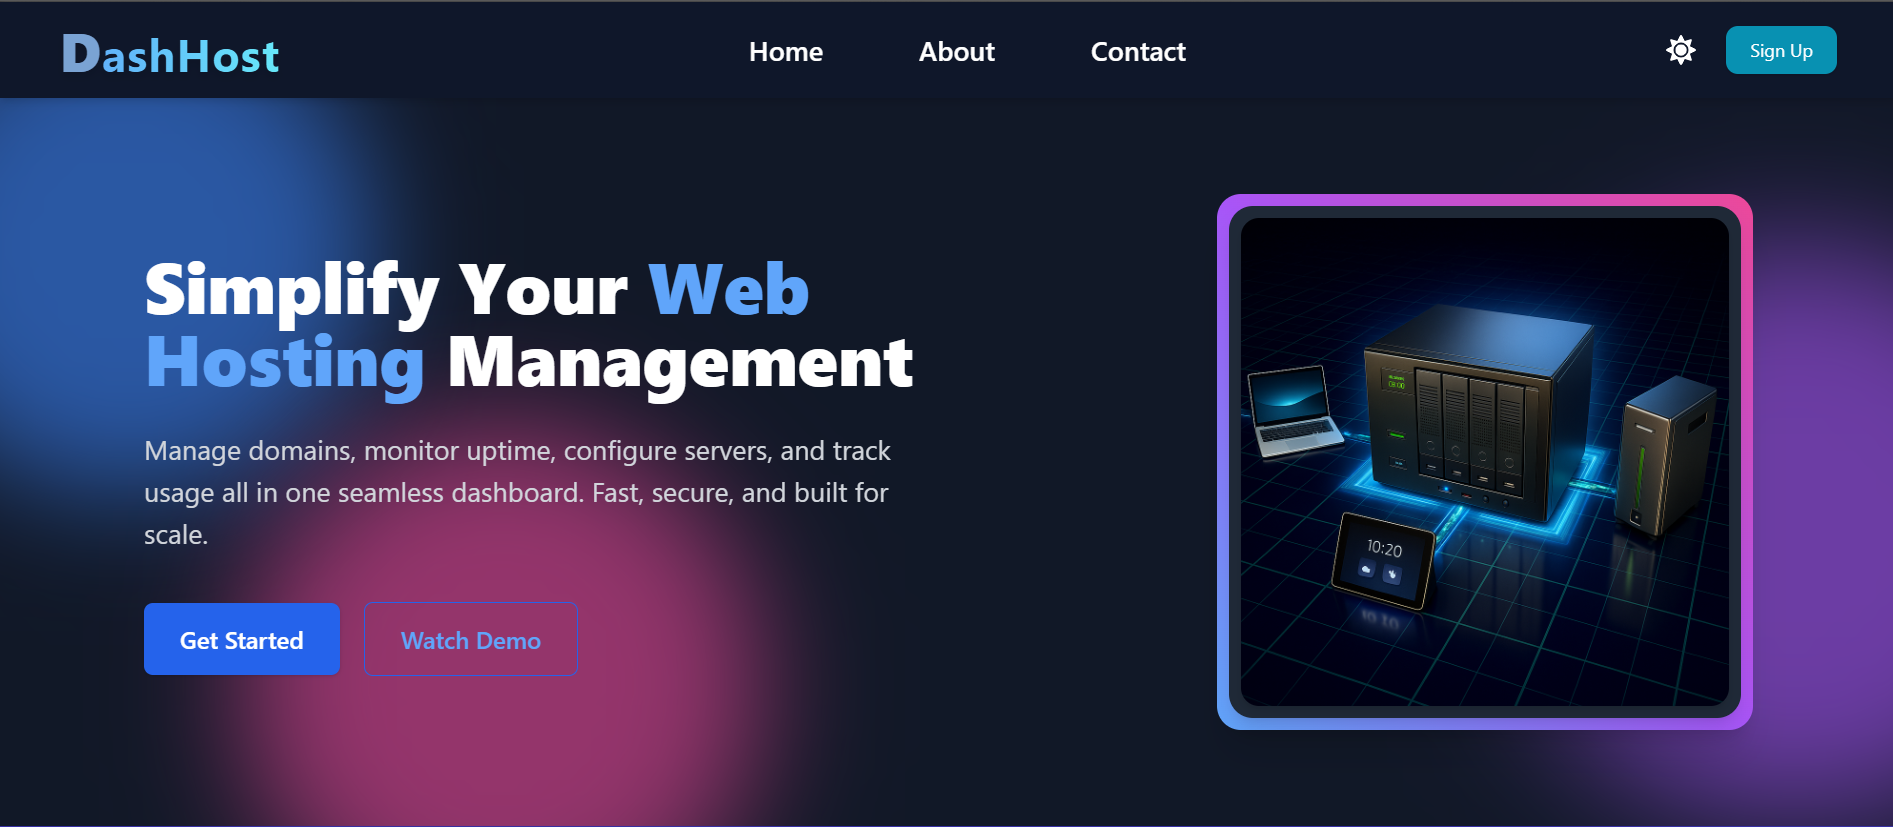 DashHost
Home About Contact
Sign Up
Simplify Your Web
Hosting Management
Manage domains, monitor uptime, configure servers, and track
usage all in one seamless dashboard. Fast, secure, and built for
scale.
Get Started
Watch Demo
10:20